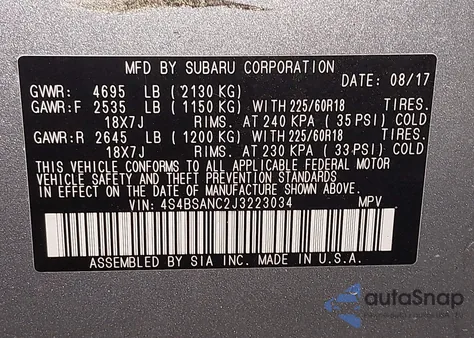 MFD BY SUBARU CORPORATION
DATE: 08/17
GVWR: 4695 LB (2130 KG)
GAWR:F 2535 LB (1150 KG) WITH 225/60R18 TIRES.
18X7J RIMS. AT 240 KPA (35 PSI) COLD
GAWR:R 2645 LB (1200 KG) WITH 225/60R18 TIRES.
18X7J RIMS. AT 230 KPA (33 PSI) COLD
THIS VEHICLE CONFORMS TO ALL APPLICABLE FEDERAL MOTOR
VEHICLE SAFETY AND THEFT PREVENTION STANDARDS
IN EFFECT ON THE DATE OF MANUFACTURE SHOWN ABOVE.
VIN: 4S4BSANC2J3223034 MPV
ASSEMBLED BY SIA INC. MADE IN U.S.A.
autoSnap